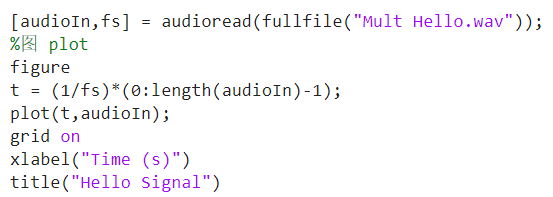 [audioIn,fs] = audioread(fullfile("Mult Hello.wav"));
%图 plot
figure
t = (1/fs)*(0:length(audioIn)-1);
plot(t,audioIn);
grid on
xlabel("Time (s)")
title("Hello Signal")